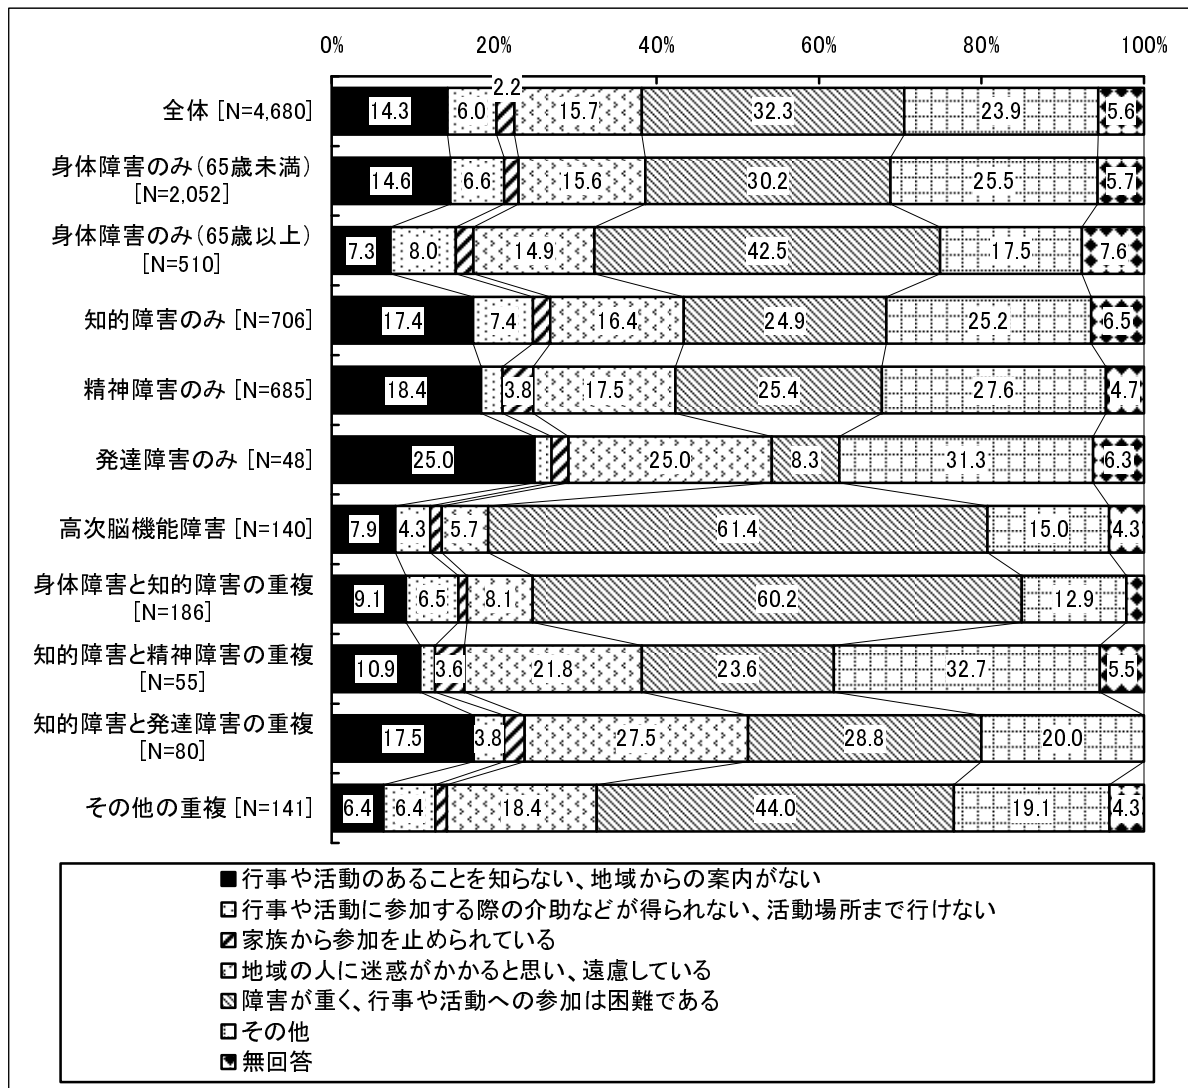 0% 20% 40% 60% 80% 100%
2.2
全体 [N=4,680] 14.3 6.0 15.7 32.3 23.9 5.6
身体障害のみ(65歳未満)
[N=2,052] 14.6 6.6 15.6 30.2 25.5 5.7
身体障害のみ(65歳以上)
[N=510] 7.3 8.0 14.9 42.5 17.5 7.6
知的障害のみ [N=706] 17.4 7.4 16.4 24.9 25.2 6.5
精神障害のみ [N=685] 18.4 3.8 17.5 25.4 27.6 4.7
発達障害のみ [N=48] 25.0 25.0 8.3 31.3 6.3
高次脳機能障害 [N=140] 7.9 4.3 5.7 61.4 15.0 4.3
身体障害と知的障害の重複
[N=186] 9.1 6.5 8.1 60.2 12.9
知的障害と精神障害の重複
[N=55] 10.9 3.6 21.8 23.6 32.7 5.5
知的障害と発達障害の重複
[N=80] 17.5 3.8 27.5 28.8 20.0
その他の重複 [N=141] 6.4 6.4 18.4 44.0 19.1 4.3
行事や活動のあることを知らない、地域からの案内がない
行事や活動に参加する際の介助などが得られない、活動場所まで行けない
家族から参加を止められている
地域の人に迷惑がかかると思い、遠慮している
障害が重く、行事や活動への参加は困難である
その他
無回答